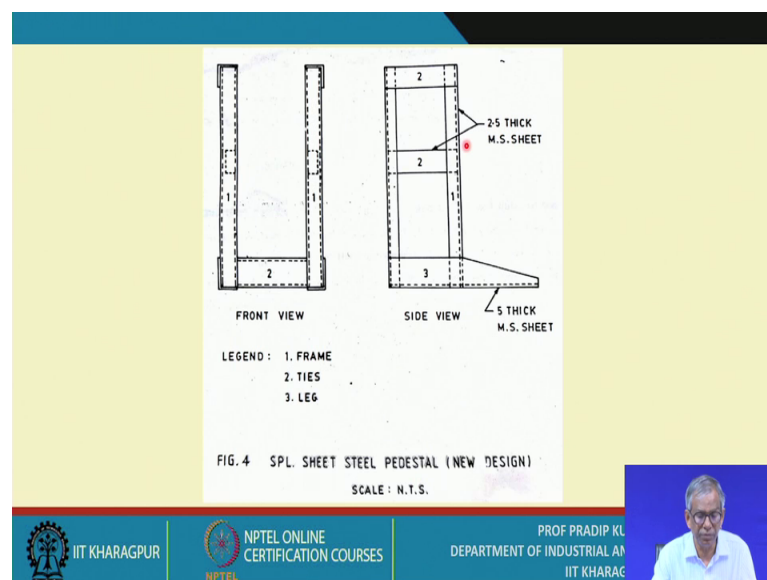 2
2.5 THICK
M.S. SHEET
2
1
1
1
2
3
FRONT VIEW
SIDE VIEW
5 THICK
M.S. SHEET
LEGEND : 1. FRAME
2. TIES
3. LEG
FIG. 4 SPL. SHEET STEEL PEDESTAL (NEW DESIGN)
SCALE : N.T.S.
IIT KHARAGPUR
NPTEL ONLINE
CERTIFICATION COURSES
NPTEL
PROF PRADIP KU
DEPARTMENT OF INDUSTRIAL AN
IIT KHARAG